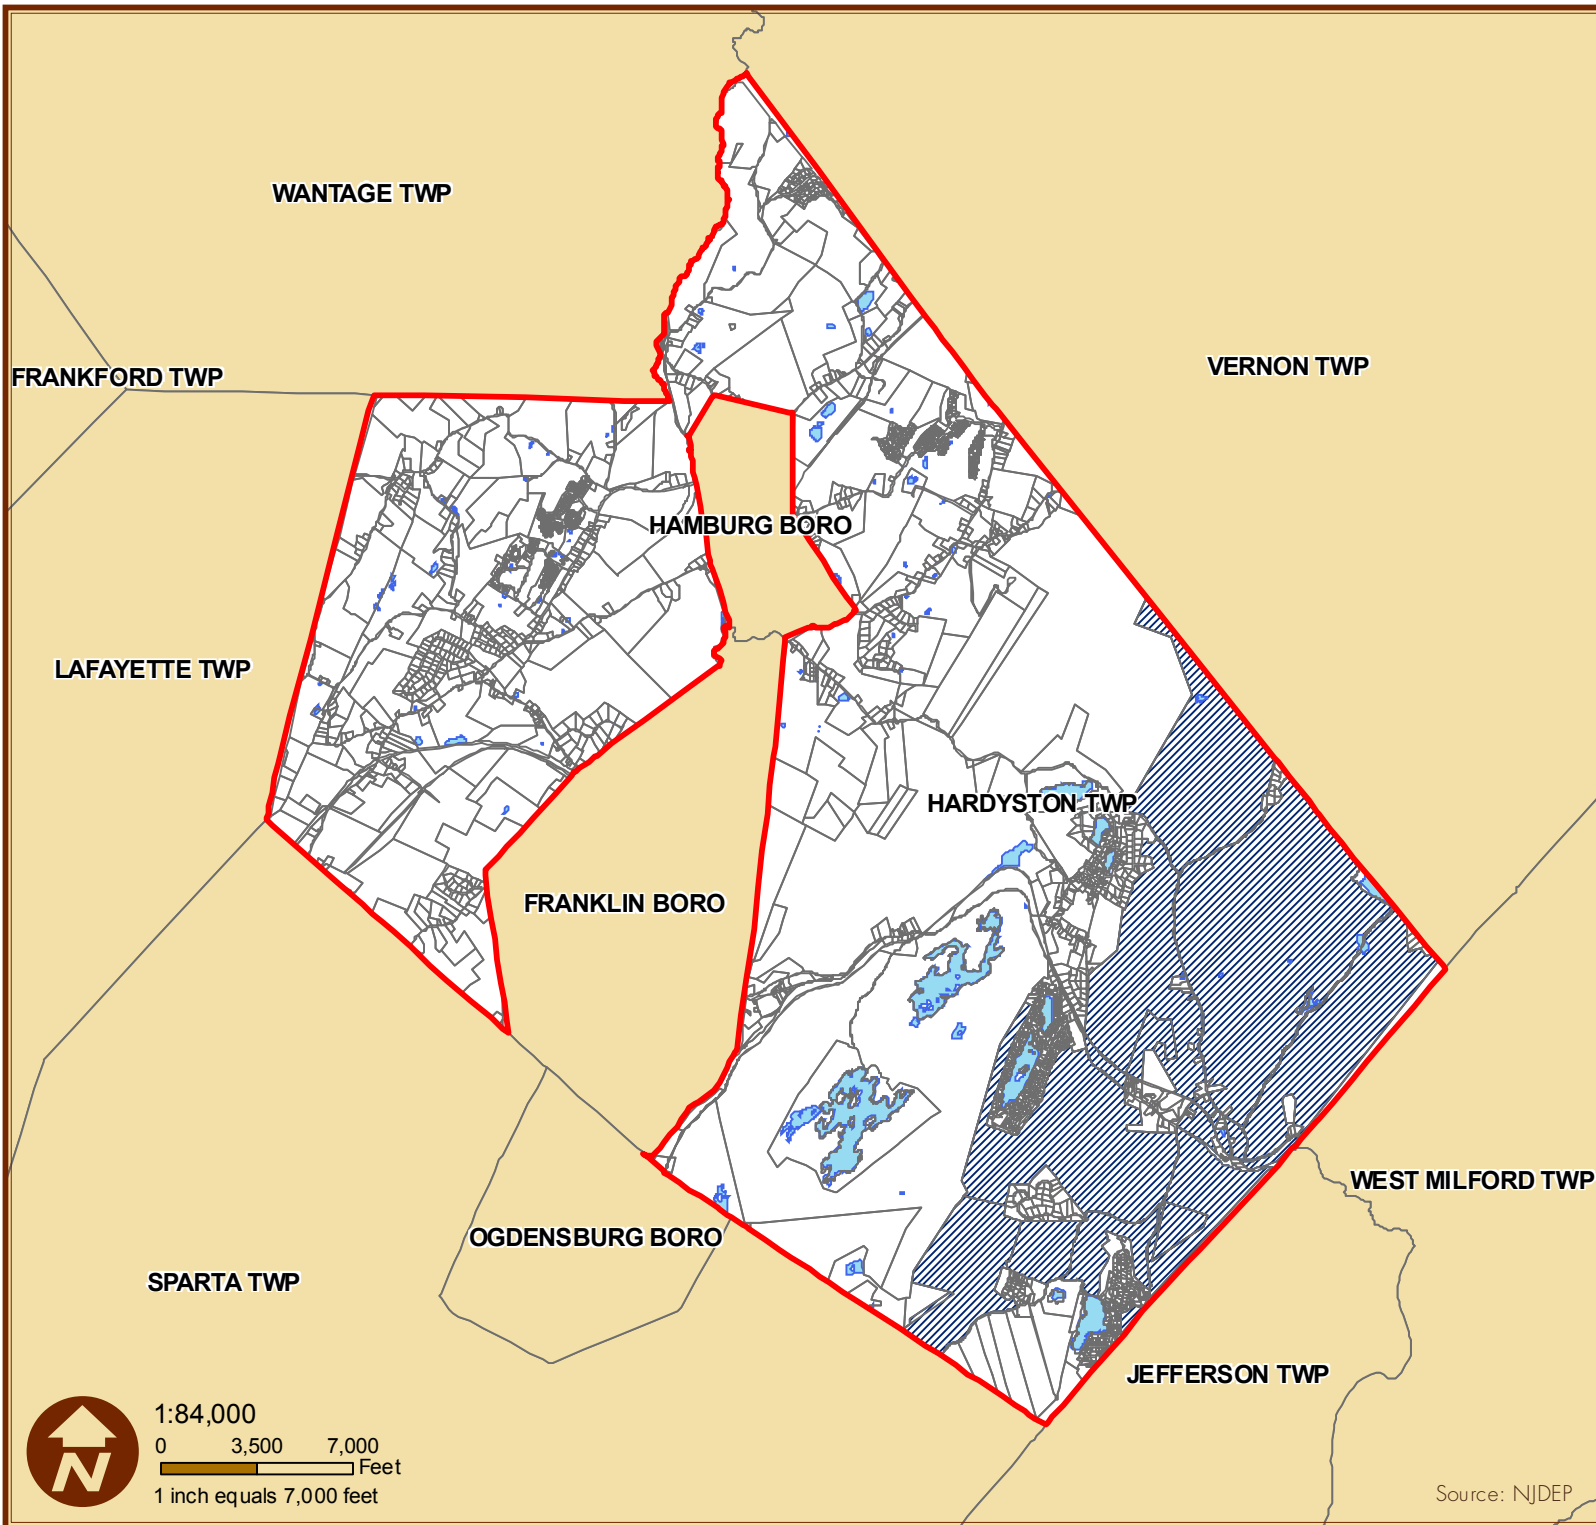 WANTAGE TWP
VERNON TWP
FRANKFORD TWP
HAMBURG BORO
LAFAYETTE TWP
HARDYSTON TWP
FRANKLIN BORO
WEST MILFORD TWP
OGDENSBURG BORO
SPARTA TWP
JEFFERSON TWP
1:84,000
0 3,500 7,000
Feet
1 inch equals 7,000 feet
N
Source: NJDEP